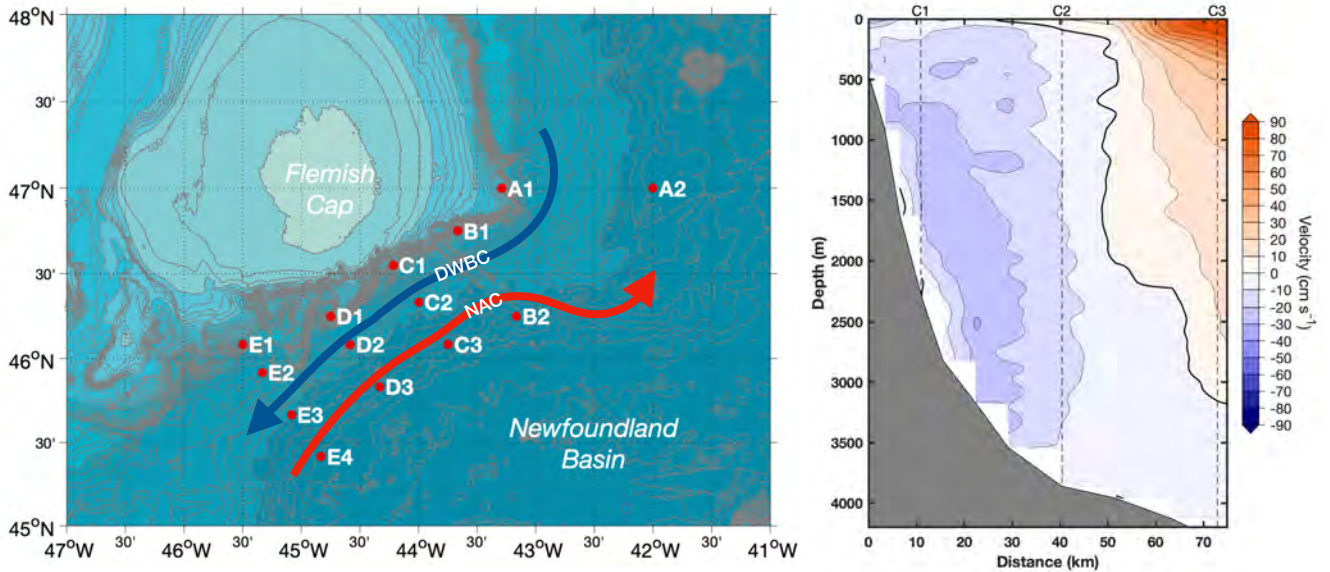 48°N
30'
47°N
30'
46°N
30'
45°N
47°W
30'
46°W
30'
45°W
30'
44°W
30'
43°W
30'
42°W
30'
41°W
Flemish
Cap
A1
A2
B1
C1
DWBC
C2
NAC
B2
D1
D2
C3
E1
E2
D3
E3
E4
Newfoundland
Basin
C1
C2
C3
0
500
1000
1500
2000
2500
3000
3500
4000
Depth (m)
0
10
20
30
40
50
60
70
Distance (km)
90
80
70
60
50
40
30
20
10
0
-10
-20
-30
-40
-50
-60
-70
-80
-90
Velocity (cm s⁻¹)